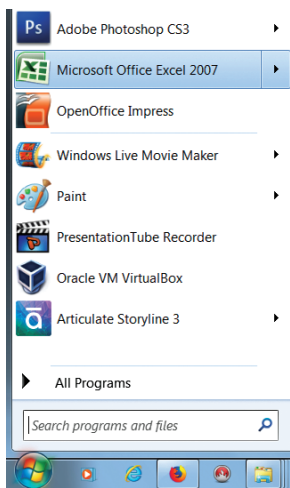 Ps Adobe Photoshop CS3
Microsoft Office Excel 2007
OpenOffice Impress
Windows Live Movie Maker
Paint
PresentationTube Recorder
Oracle VM VirtualBox
Articulate Storyline 3
All Programs
Search programs and files